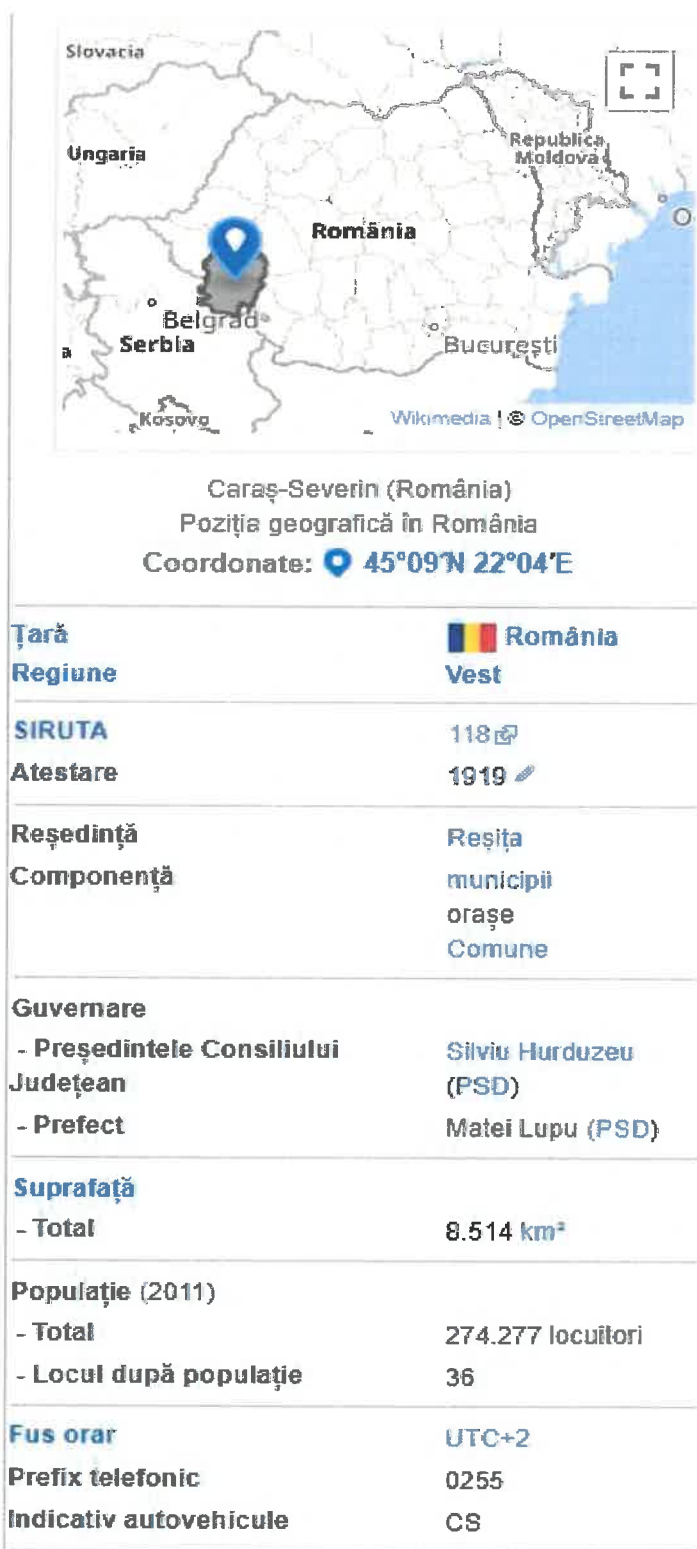 Slovacia
Ungaria
Republica
Moldova
România
Belgrad
Serbia
București
Kosovo
Wikimedia | © OpenStreetMap
Caraș-Severin (România)
Poziția geografică în România
Coordonate: 45°09′N 22°04′E
Țară România
Regiune Vest
SIRUTA 118
Atestare 1919
Reședință Reșița
Componență municipii
orașe
Comune
Guvernare
- Președintele Consiliului Județean Silviu Hurduzeu (PSD)
- Prefect Matei Lupu (PSD)
Suprafață
- Total 8.514 km²
Populație (2011)
- Total 274.277 locuitori
- Locul după populație 36
Fus orar UTC+2
Prefix telefonic 0255
Indicativ autovehicule CS